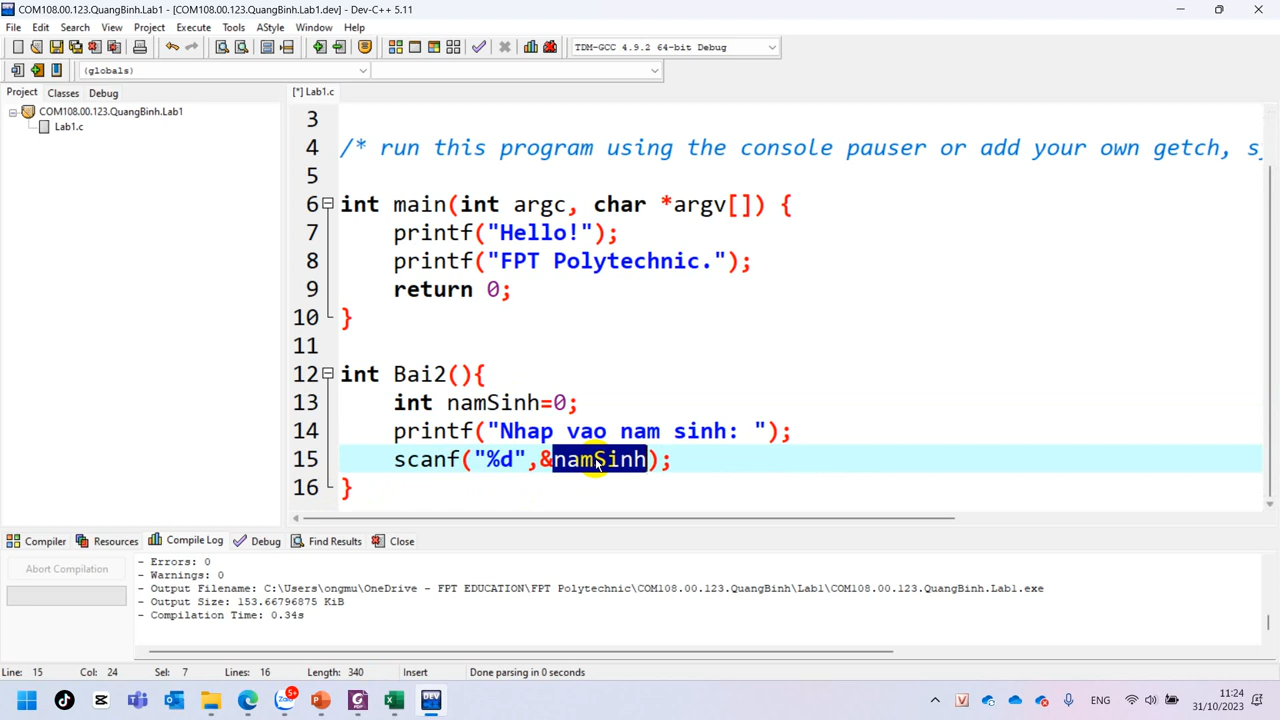 COM108.00.123.QuangBinh.Lab1 - [COM108.00.123.QuangBinh.Lab1.dev] - Dev-C++ 5.11
File Edit Search View Project Execute Tools AStyle Window Help
TDM-GCC 4.9.2 64-bit Debug
(globals)
Project Classes Debug
[*] Lab1.c
COM108.00.123.QuangBinh.Lab1
Lab1.c
3
4 /* run this program using the console pauser or add your own getch, s
5
6 int main(int argc, char *argv[]) {
7 printf("Hello!");
8 printf("FPT Polytechnic.");
9 return 0;
10 }
11
12 int Bai2(){
13 int namSinh=0;
14 printf("Nhap vao nam sinh: ");
15 scanf("%d",&namSinh);
16 }
Compiler Resources Compile Log Debug Find Results Close
Abort Compilation
- Errors: 0
- Warnings: 0
- Output Filename: C:\Users\ongmu\OneDrive - FPT EDUCATION\FPT Polytechnic\COM108.00.123.QuangBinh\Lab1\COM108.00.123.QuangBinh.Lab1.exe
- Output Size: 153.66796875 KiB
- Compilation Time: 0.34s
Line: 15 Col: 24 Sel: 7 Lines: 16 Length: 340 Insert Done parsing in 0 seconds
Zalo 5+
ENG
11:24
31/10/2023